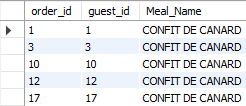 order_id guest_id Meal_Name
1 1 CONFIT DE CANARD
3 3 CONFIT DE CANARD
10 10 CONFIT DE CANARD
12 12 CONFIT DE CANARD
17 17 CONFIT DE CANARD